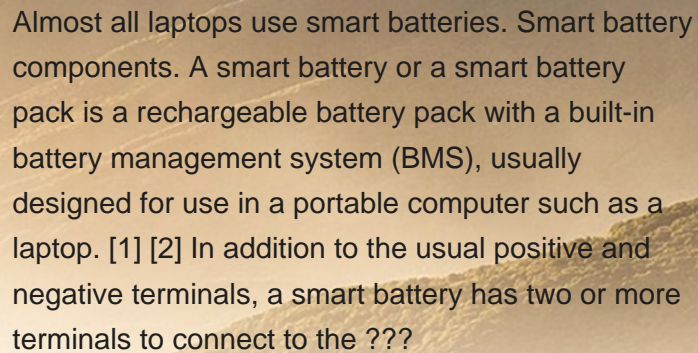 Almost all laptops use smart batteries. Smart battery
components. A smart battery or a smart battery
pack is a rechargeable battery pack with a built-in
battery management system (BMS), usually
designed for use in a portable computer such as a
laptop. [1] [2] In addition to the usual positive and
negative terminals, a smart battery has two or more
terminals to connect to the ???